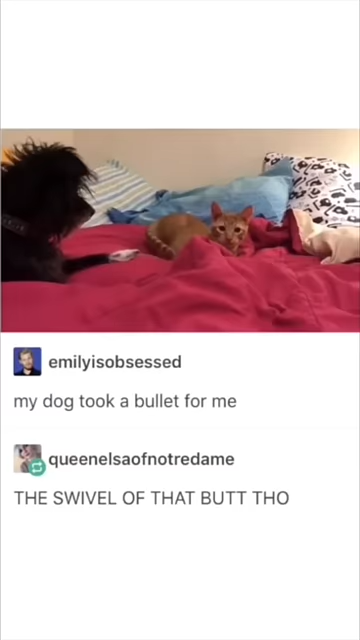 emilyisobsessed
my dog took a bullet for me
queenelsaofnotredame
THE SWIVEL OF THAT BUTT THO